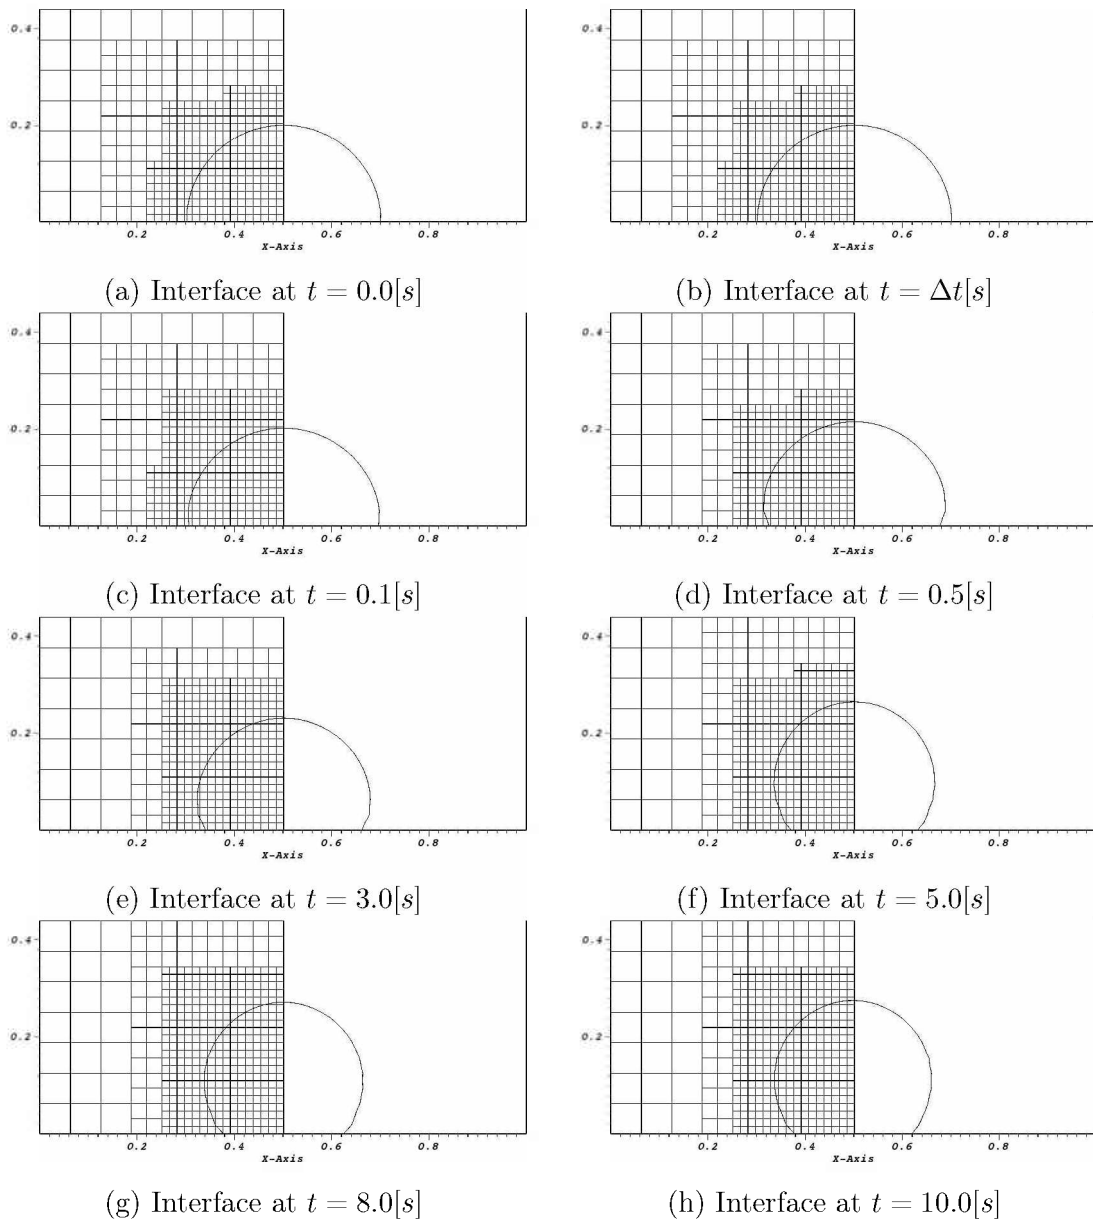 0.4 0.4
0.2 0.2
0.2 0.4 0.6 0.8 0.2 0.4 0.6 0.8
X-Axis X-Axis
(a) Interface at t = 0.0[s] (b) Interface at t = Δt[s]
0.4 0.4
0.2 0.2
0.2 0.4 0.6 0.8 0.2 0.4 0.6 0.8
X-Axis X-Axis
(c) Interface at t = 0.1[s] (d) Interface at t = 0.5[s]
0.4 0.4
0.2 0.2
0.2 0.4 0.6 0.8 0.2 0.4 0.6 0.8
X-Axis X-Axis
(e) Interface at t = 3.0[s] (f) Interface at t = 5.0[s]
0.4 0.4
0.2 0.2
0.2 0.4 0.6 0.8 0.2 0.4 0.6 0.8
X-Axis X-Axis
(g) Interface at t = 8.0[s] (h) Interface at t = 10.0[s]